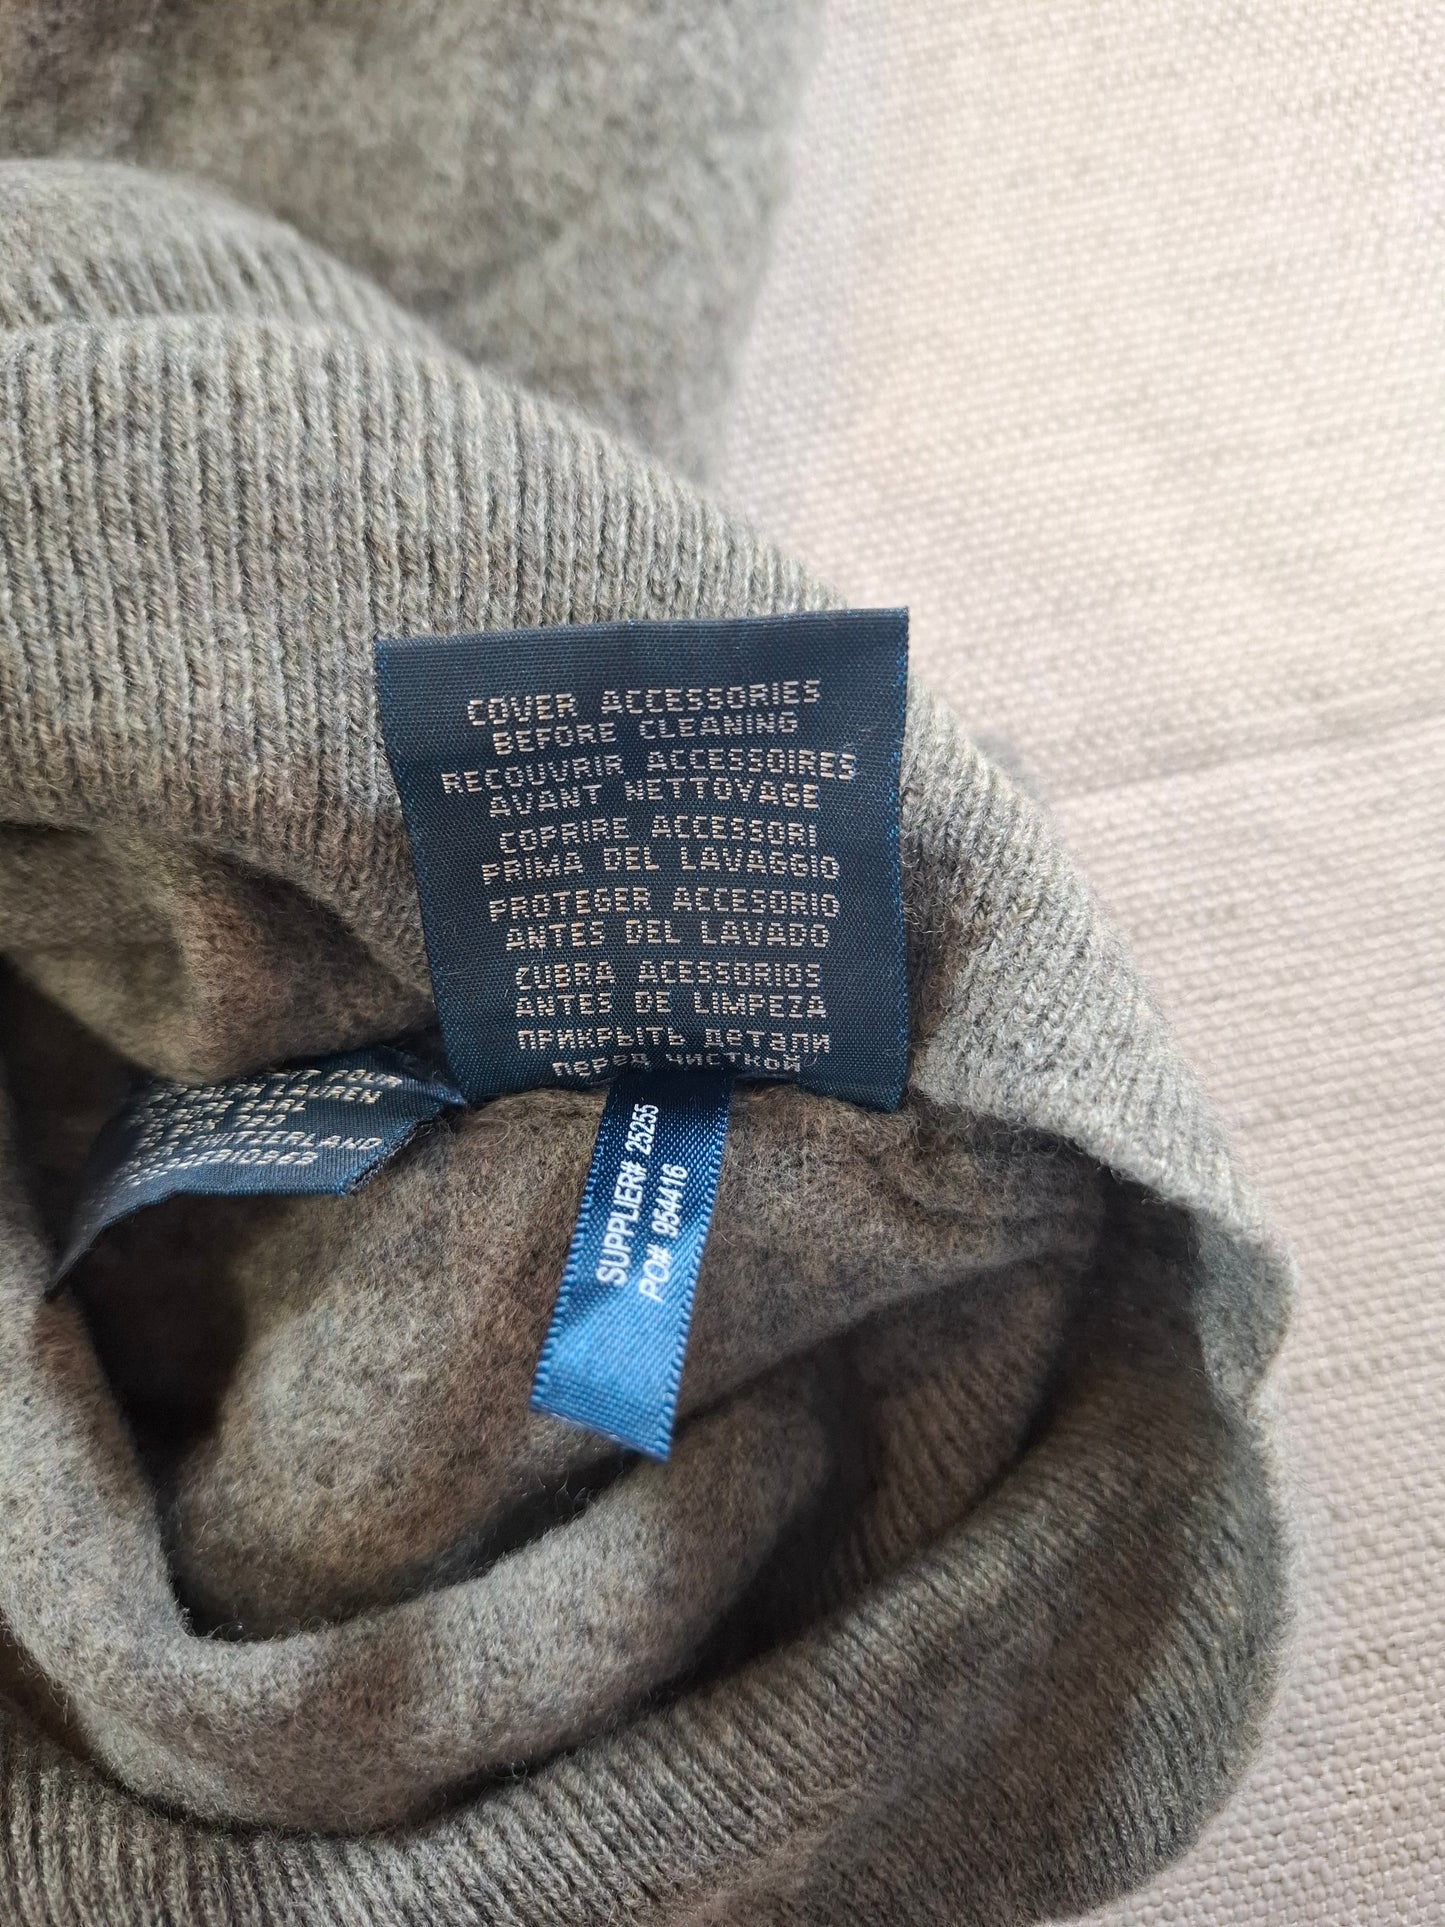 COVER ACCESSORIES
BEFORE CLEANING
RECOUVRIR ACCESSOIRES
AVANT NETTOYAGE
COPRIRE ACCESSORI
PRIMA DEL LAVAGGIO
PROTEGER ACCESORIO
ANTES DEL LAVADO
CUBRA ACESSORIOS
ANTES DE LIMPEZA
ПРИКРЫТЬ ДЕТАЛИ
ПЕРЕД ЧИСТКОЙ
SUPPLIER# 25255
PO# 954416
SWITZERLAND